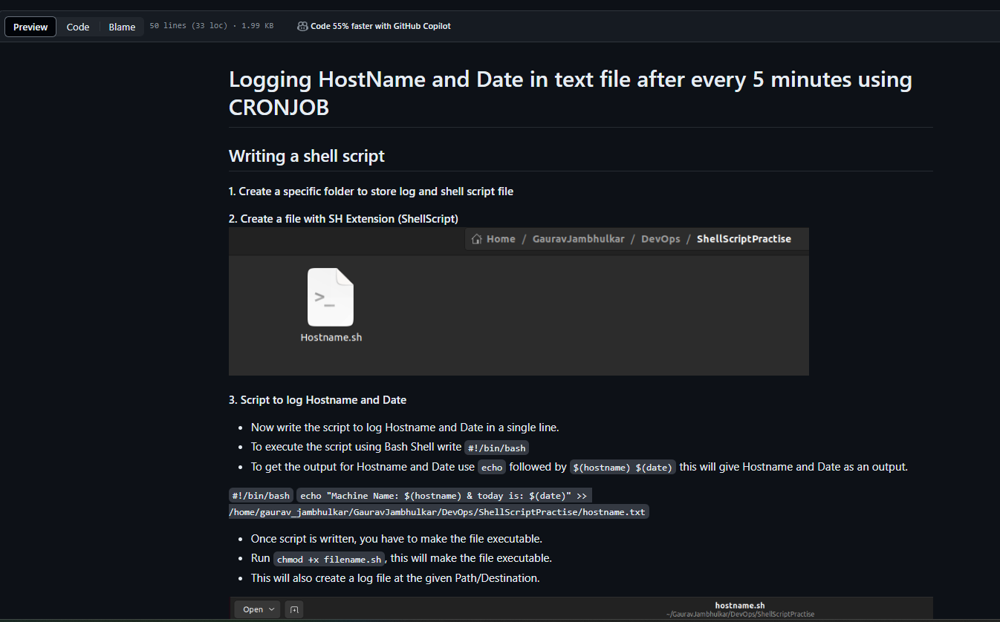 Preview Code Blame 50 lines (33 loc) · 1.99 KB Code 55% faster with GitHub Copilot
Logging HostName and Date in text file after every 5 minutes using
CRONJOB
Writing a shell script
1. Create a specific folder to store log and shell script file
2. Create a file with SH Extension (ShellScript)
Home / GauravJambhulkar / DevOps / ShellScriptPractise
>_
Hostname.sh
3. Script to log Hostname and Date
• Now write the script to log Hostname and Date in a single line.
• To execute the script using Bash Shell write #!/bin/bash
• To get the output for Hostname and Date use echo followed by $(hostname) $(date) this will give Hostname and Date as an output.
#!/bin/bash echo "Machine Name: $(hostname) & today is: $(date)" >>
/home/gaurav_jambhulkar/GauravJambhulkar/DevOps/ShellScriptPractise/hostname.txt
• Once script is written, you have to make the file executable.
• Run chmod +x filename.sh, this will make the file executable.
• This will also create a log file at the given Path/Destination.
Open hostname.sh
~/GauravJambhulkar/DevOps/ShellScriptPractise